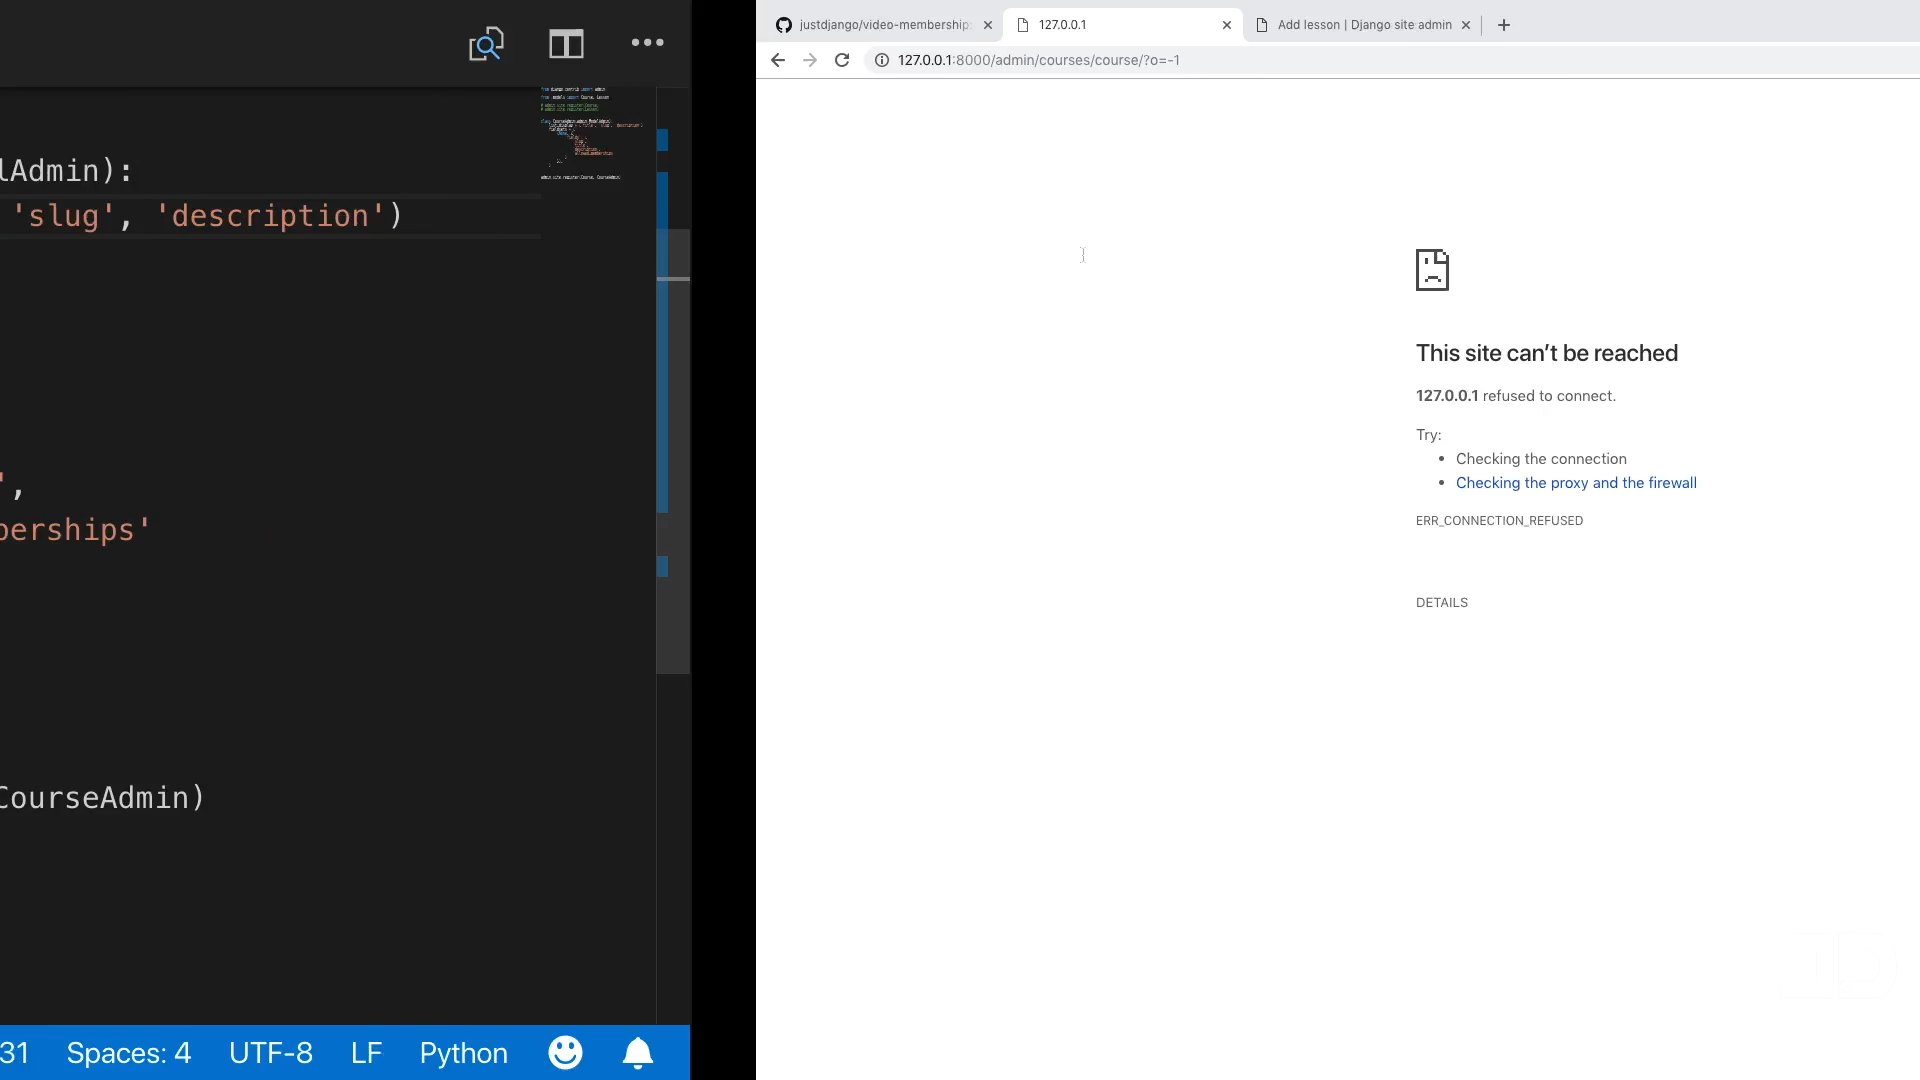 lAdmin):
'slug', 'description')
',
berships'
CourseAdmin)
31 Spaces: 4 UTF-8 LF Python
justdjango/video-membership
127.0.0.1
Add lesson | Django site admin
127.0.0.1:8000/admin/courses/course/?o=-1
This site can’t be reached
127.0.0.1 refused to connect.
Try:
• Checking the connection
• Checking the proxy and the firewall
ERR_CONNECTION_REFUSED
DETAILS